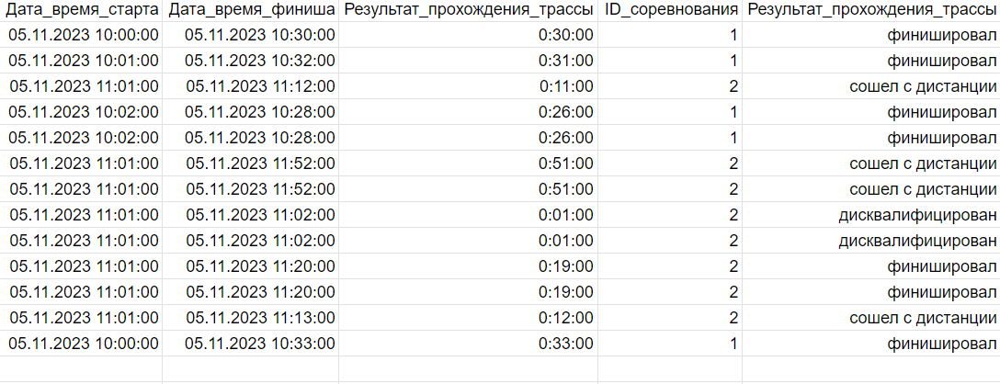 Дата_время_старта Дата_время_финиша Результат_прохождения_трассы ID_соревнования Результат_прохождения_трассы
05.11.2023 10:00:00 05.11.2023 10:30:00 0:30:00 1 финишировал
05.11.2023 10:01:00 05.11.2023 10:32:00 0:31:00 1 финишировал
05.11.2023 11:01:00 05.11.2023 11:12:00 0:11:00 2 сошел с дистанции
05.11.2023 10:02:00 05.11.2023 10:28:00 0:26:00 1 финишировал
05.11.2023 10:02:00 05.11.2023 10:28:00 0:26:00 1 финишировал
05.11.2023 11:01:00 05.11.2023 11:52:00 0:51:00 2 сошел с дистанции
05.11.2023 11:01:00 05.11.2023 11:52:00 0:51:00 2 сошел с дистанции
05.11.2023 11:01:00 05.11.2023 11:02:00 0:01:00 2 дисквалифицирован
05.11.2023 11:01:00 05.11.2023 11:02:00 0:01:00 2 дисквалифицирован
05.11.2023 11:01:00 05.11.2023 11:20:00 0:19:00 2 финишировал
05.11.2023 11:01:00 05.11.2023 11:20:00 0:19:00 2 финишировал
05.11.2023 11:01:00 05.11.2023 11:13:00 0:12:00 2 сошел с дистанции
05.11.2023 10:00:00 05.11.2023 10:33:00 0:33:00 1 финишировал